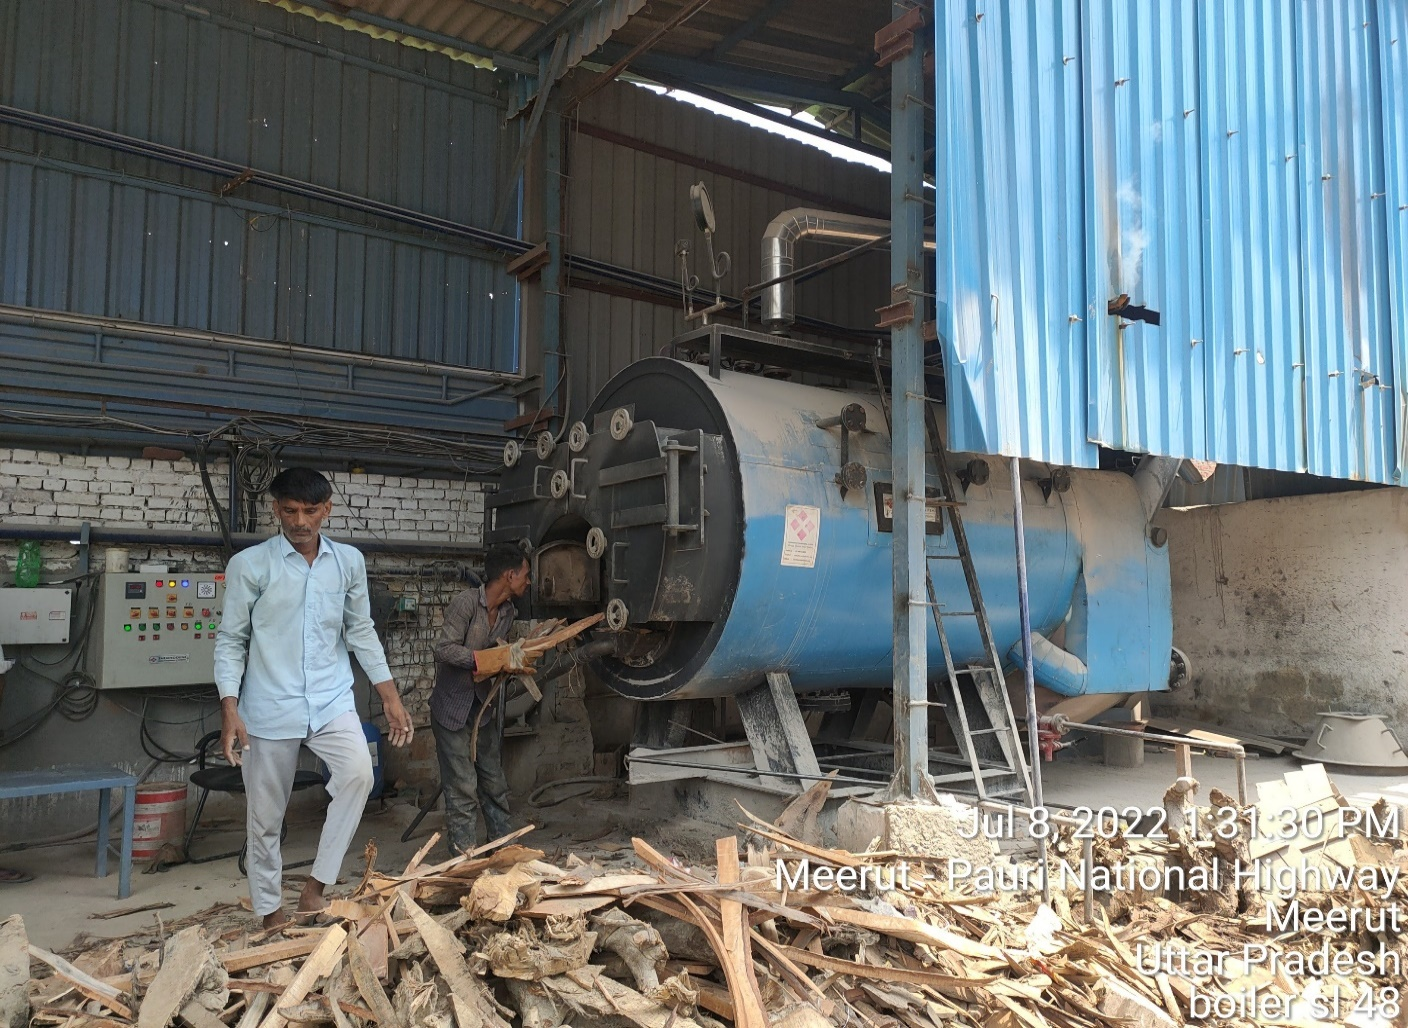 Jul 8, 2022 1:31:30 PM
Meerut - Pauri National Highway
Meerut
Uttar Pradesh
boiler sl 48